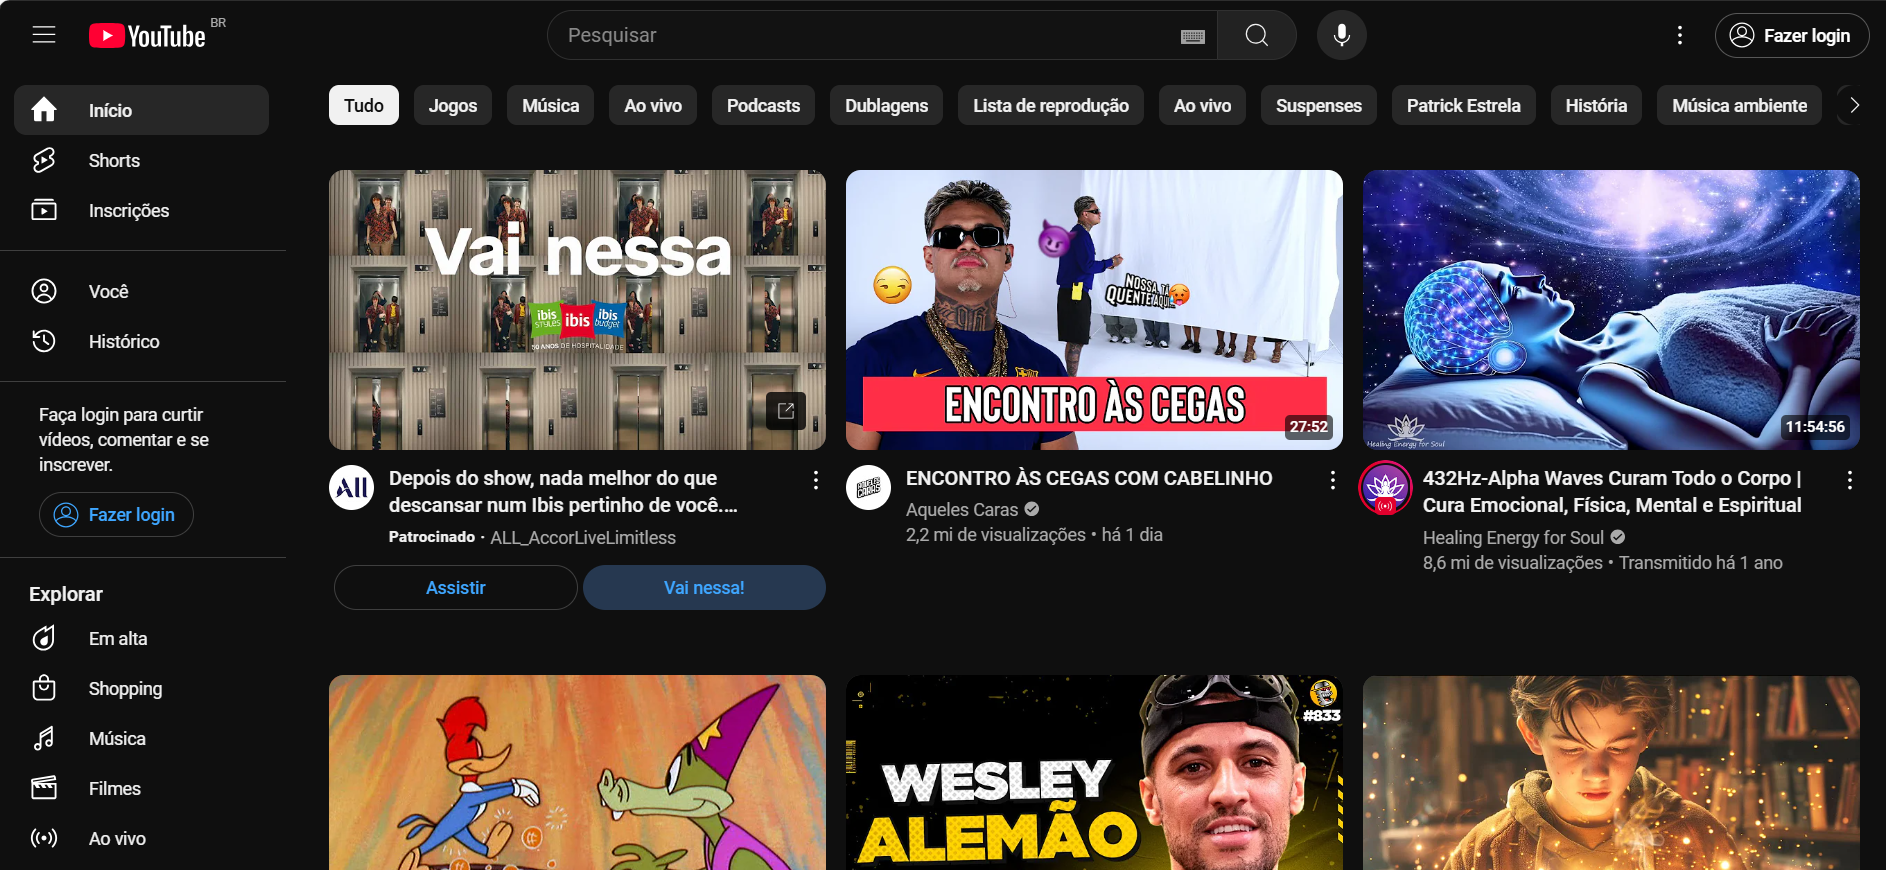 YouTube BR
Pesquisar
Fazer login
Início
Shorts
Inscrições
Você
Histórico
Faça login para curtir
vídeos, comentar e se
inscrever.
Fazer login
Explorar
Em alta
Shopping
Música
Filmes
Ao vivo
Tudo
Jogos
Música
Ao vivo
Podcasts
Dublagens
Lista de reprodução
Ao vivo
Suspenses
Patrick Estrela
História
Música ambiente
Vai nessa
ibis
STYLES
ibis
ibis
budget
50 ANOS DE HOSPITALIDADE
Depois do show, nada melhor do que
descansar num Ibis pertinho de você....
Patrocinado · ALL_AccorLiveLimitless
Assistir
Vai nessa!
ALL
NOSSA, TÁ
QUENTE AQUI...
ENCONTRO ÀS CEGAS
27:52
AQUELES
CARAS
ENCONTRO ÀS CEGAS COM CABELINHO
Aqueles Caras
2,2 mi de visualizações • há 1 dia
Healing Energy for Soul
11:54:56
432Hz-Alpha Waves Curam Todo o Corpo |
Cura Emocional, Física, Mental e Espiritual
Healing Energy for Soul
8,6 mi de visualizações • Transmitido há 1 ano
#833
WESLEY
ALEMÃO